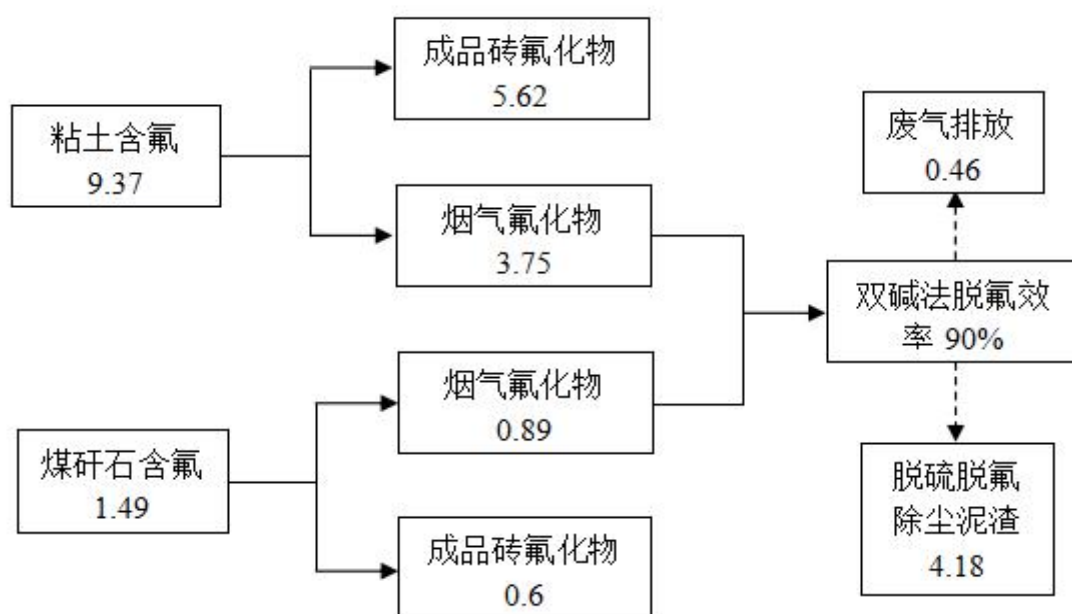 粘土含氟
9.37
成品砖氟化物
5.62
烟气氟化物
3.75
煤矸石含氟
1.49
烟气氟化物
0.89
成品砖氟化物
0.6
废气排放
0.46
双碱法脱氟效
率 90%
脱硫脱氟
除尘泥渣
4.18